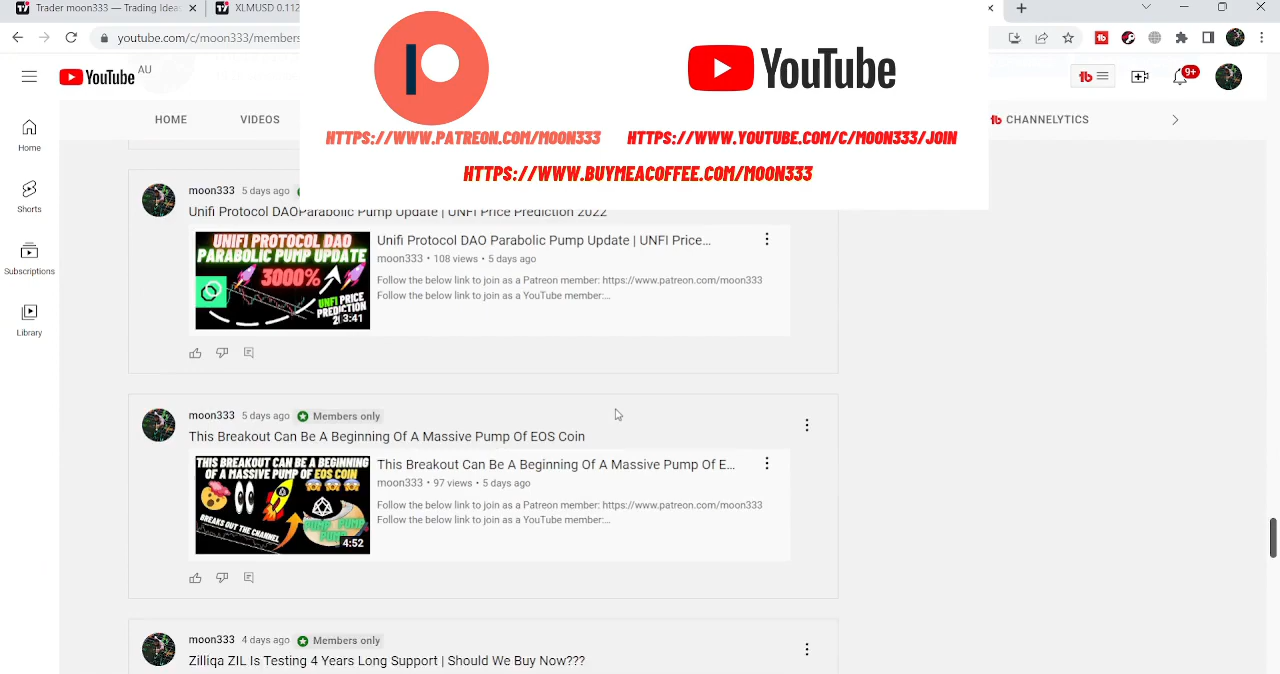 Trader moon333 — Trading Idea
XLMUSD 0.112
youtube.com/c/moon333/members
YouTube
AU
YouTube
HTTPS://WWW.PATREON.COM/MOON333
HTTPS://WWW.YOUTUBE.COM/C/MOON333/JOIN
HTTPS://WWW.BUYMEACOFFEE.COM/MOON333
tb
9+
HOME
VIDEOS
tb CHANNELYTICS
Home
Shorts
Subscriptions
Library
moon333 5 days ago
Unifi Protocol DAO Parabolic Pump Update | UNFI Price Prediction 2022
UNIFI PROTOCOL DAO
PARABOLIC PUMP UPDATE
3000%
UNFI PRICE
PREDICTION
3:41
Unifi Protocol DAO Parabolic Pump Update | UNFI Price...
moon333 • 108 views • 5 days ago
Follow the below link to join as a Patreon member: https://www.patreon.com/moon333
Follow the below link to join as a YouTube member:...
moon333 5 days ago Members only
This Breakout Can Be A Beginning Of A Massive Pump Of EOS Coin
THIS BREAKOUT CAN BE A BEGINNING
OF A MASSIVE PUMP OF EOS COIN
BREAKS OUT THE CHANNEL
PUMP PUMP
PUMP
4:52
This Breakout Can Be A Beginning Of A Massive Pump Of E...
moon333 • 97 views • 5 days ago
Follow the below link to join as a Patreon member: https://www.patreon.com/moon333
Follow the below link to join as a YouTube member:...
moon333 4 days ago Members only
Zilliqa ZIL Is Testing 4 Years Long Support | Should We Buy Now???